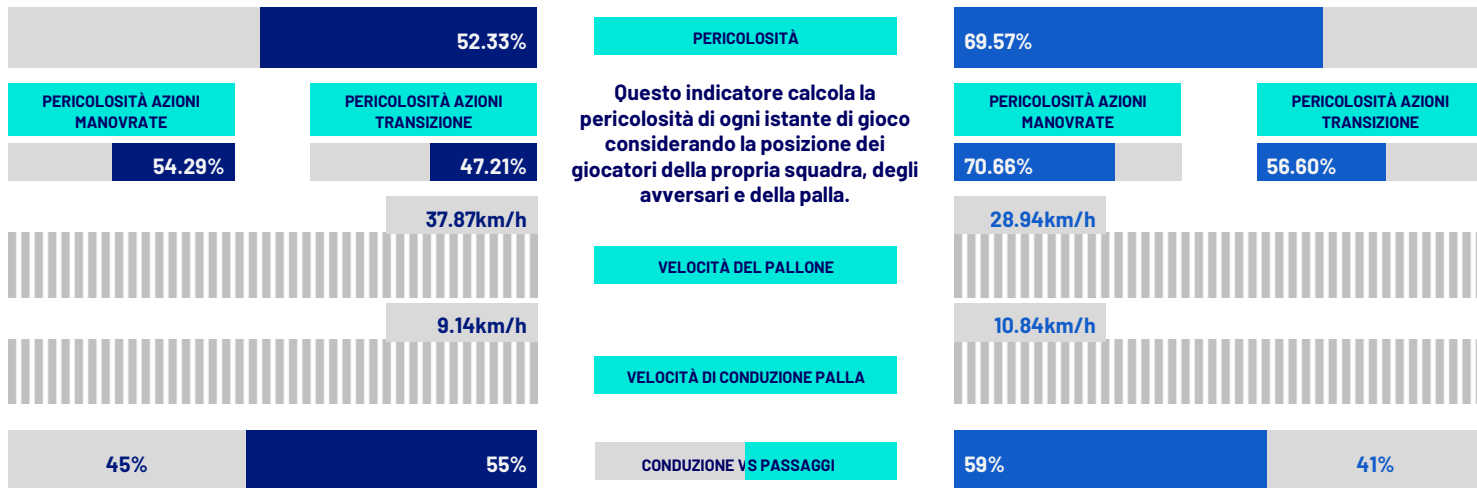 52.33%
PERICOLOSITÀ
69.57%
PERICOLOSITÀ AZIONI
MANOVRATE
PERICOLOSITÀ AZIONI
TRANSIZIONE
54.29%
47.21%
Questo indicatore calcola la
pericolosità di ogni istante di gioco
considerando la posizione dei
giocatori della propria squadra, degli
avversari e della palla.
PERICOLOSITÀ AZIONI
MANOVRATE
PERICOLOSITÀ AZIONI
TRANSIZIONE
70.66%
56.60%
37.87km/h
VELOCITÀ DEL PALLONE
28.94km/h
9.14km/h
VELOCITÀ DI CONDUZIONE PALLA
10.84km/h
45%
55%
CONDUZIONE VS PASSAGGI
59%
41%